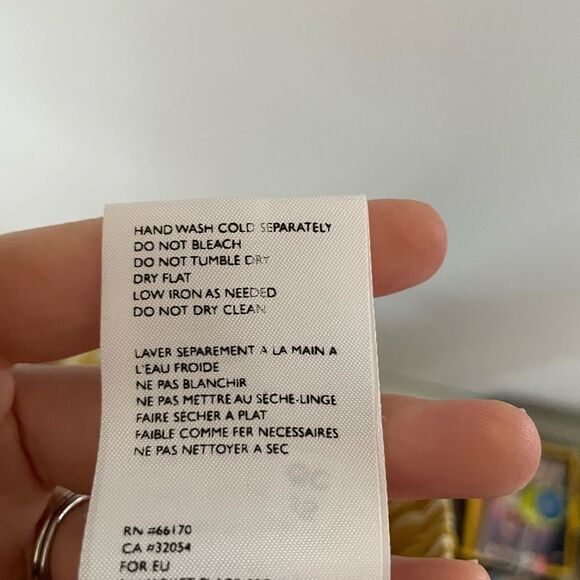 HAND WASH COLD SEPARATELY
DO NOT BLEACH
DO NOT TUMBLE DRY
DRY FLAT
LOW IRON AS NEEDED
DO NOT DRY CLEAN
LAVER SEPAREMENT A LA MAIN A
L'EAU FROIDE
NE PAS BLANCHIR
NE PAS METTRE AU SÈCHE-LINGE
FAIRE SÉCHER A PLAT
FAIBLE COMME FER NECESSAIRES
NE PAS NETTOYER A SEC
RN #66170
CA #32054
FOR EU